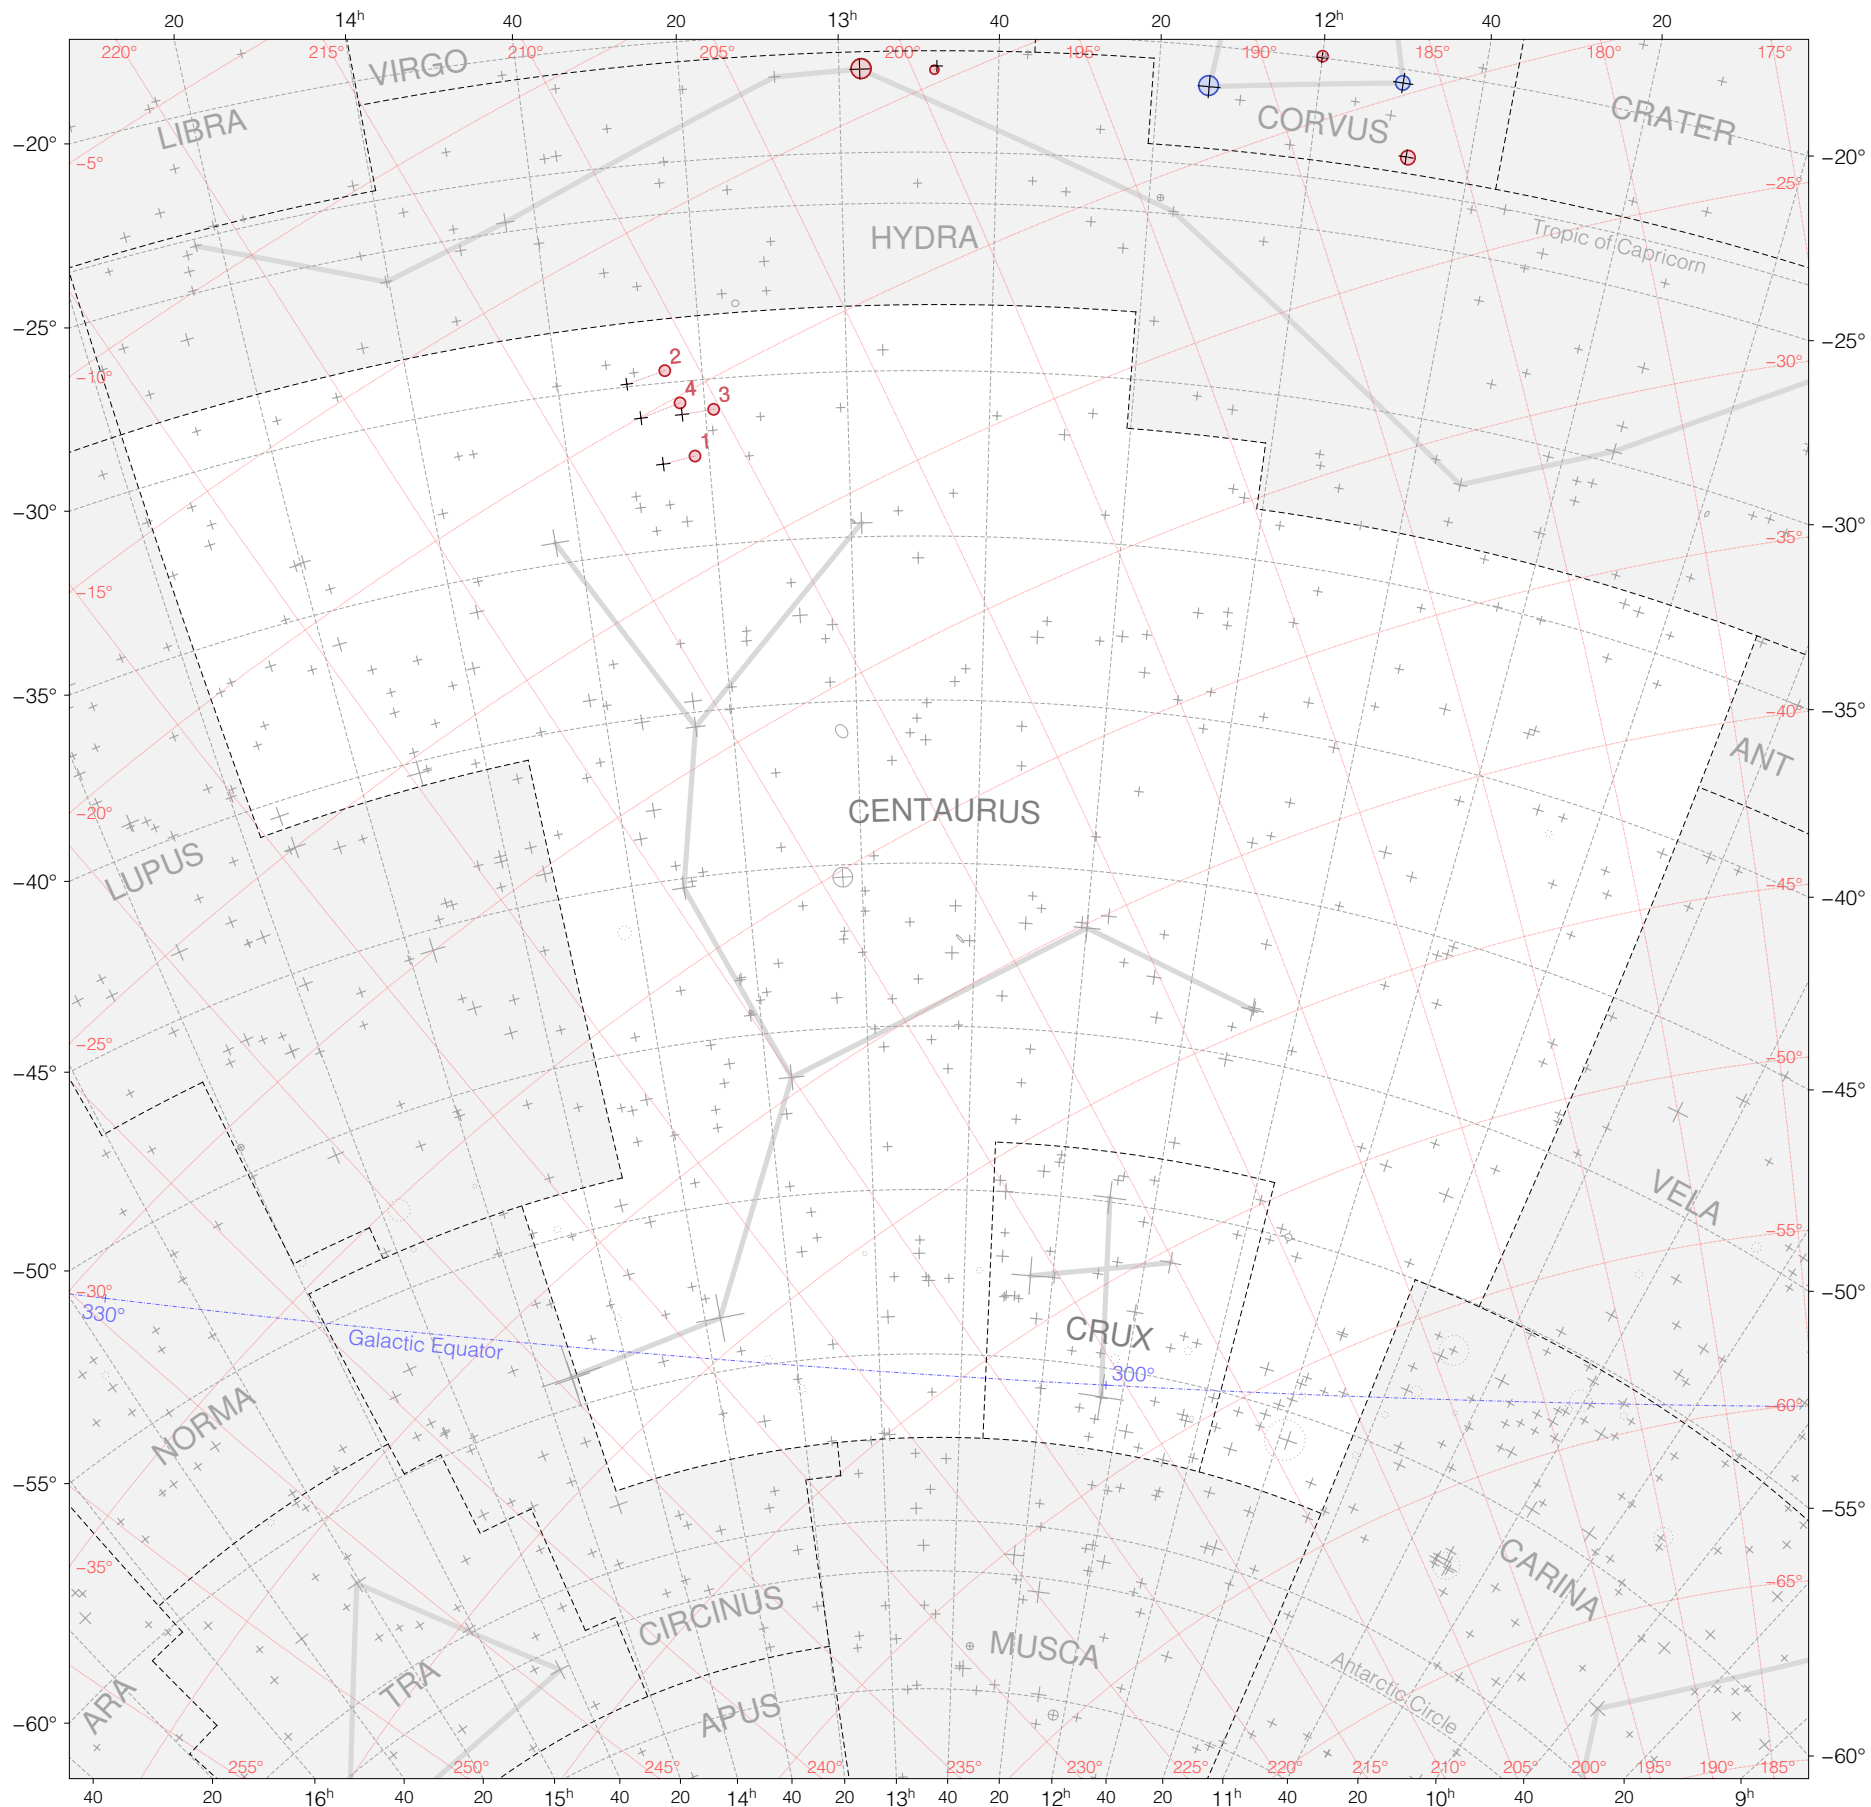 20 14h 40 20 13h 40 20 12h 40 20
220° 215° 210° 205° 200° 195° 190° 185° 180° 175°
VIRGO
LIBRA
CORVUS
CRATER
−20°
−20°
−5°
−25°
HYDRA
Tropic of Capricorn
−25°
−25°
−10°
−30°
2
4
3
1
−30°
−30°
−35°
−15°
−35°
−35°
−40°
ANT
CENTAURUS
−20°
LUPUS
−40°
−40°
−45°
−25°
−45°
−45°
−50°
VELA
−55°
−50°
−50°
−30°
330°
Galactic Equator
CRUX
300°
−60°
NORMA
−55°
−55°
CARINA
−35°
−65°
CIRCINUS
MUSCA
TRA
ARA
APUS
Antarctic Circle
−60°
−60°
255° 250° 245° 240° 235° 230° 225° 220° 215° 210° 205° 200° 195° 190° 185°
40 20 16h 40 20 15h 40 20 14h 40 20 13h 40 20 12h 40 20 11h 40 20 10h 40 20 9h